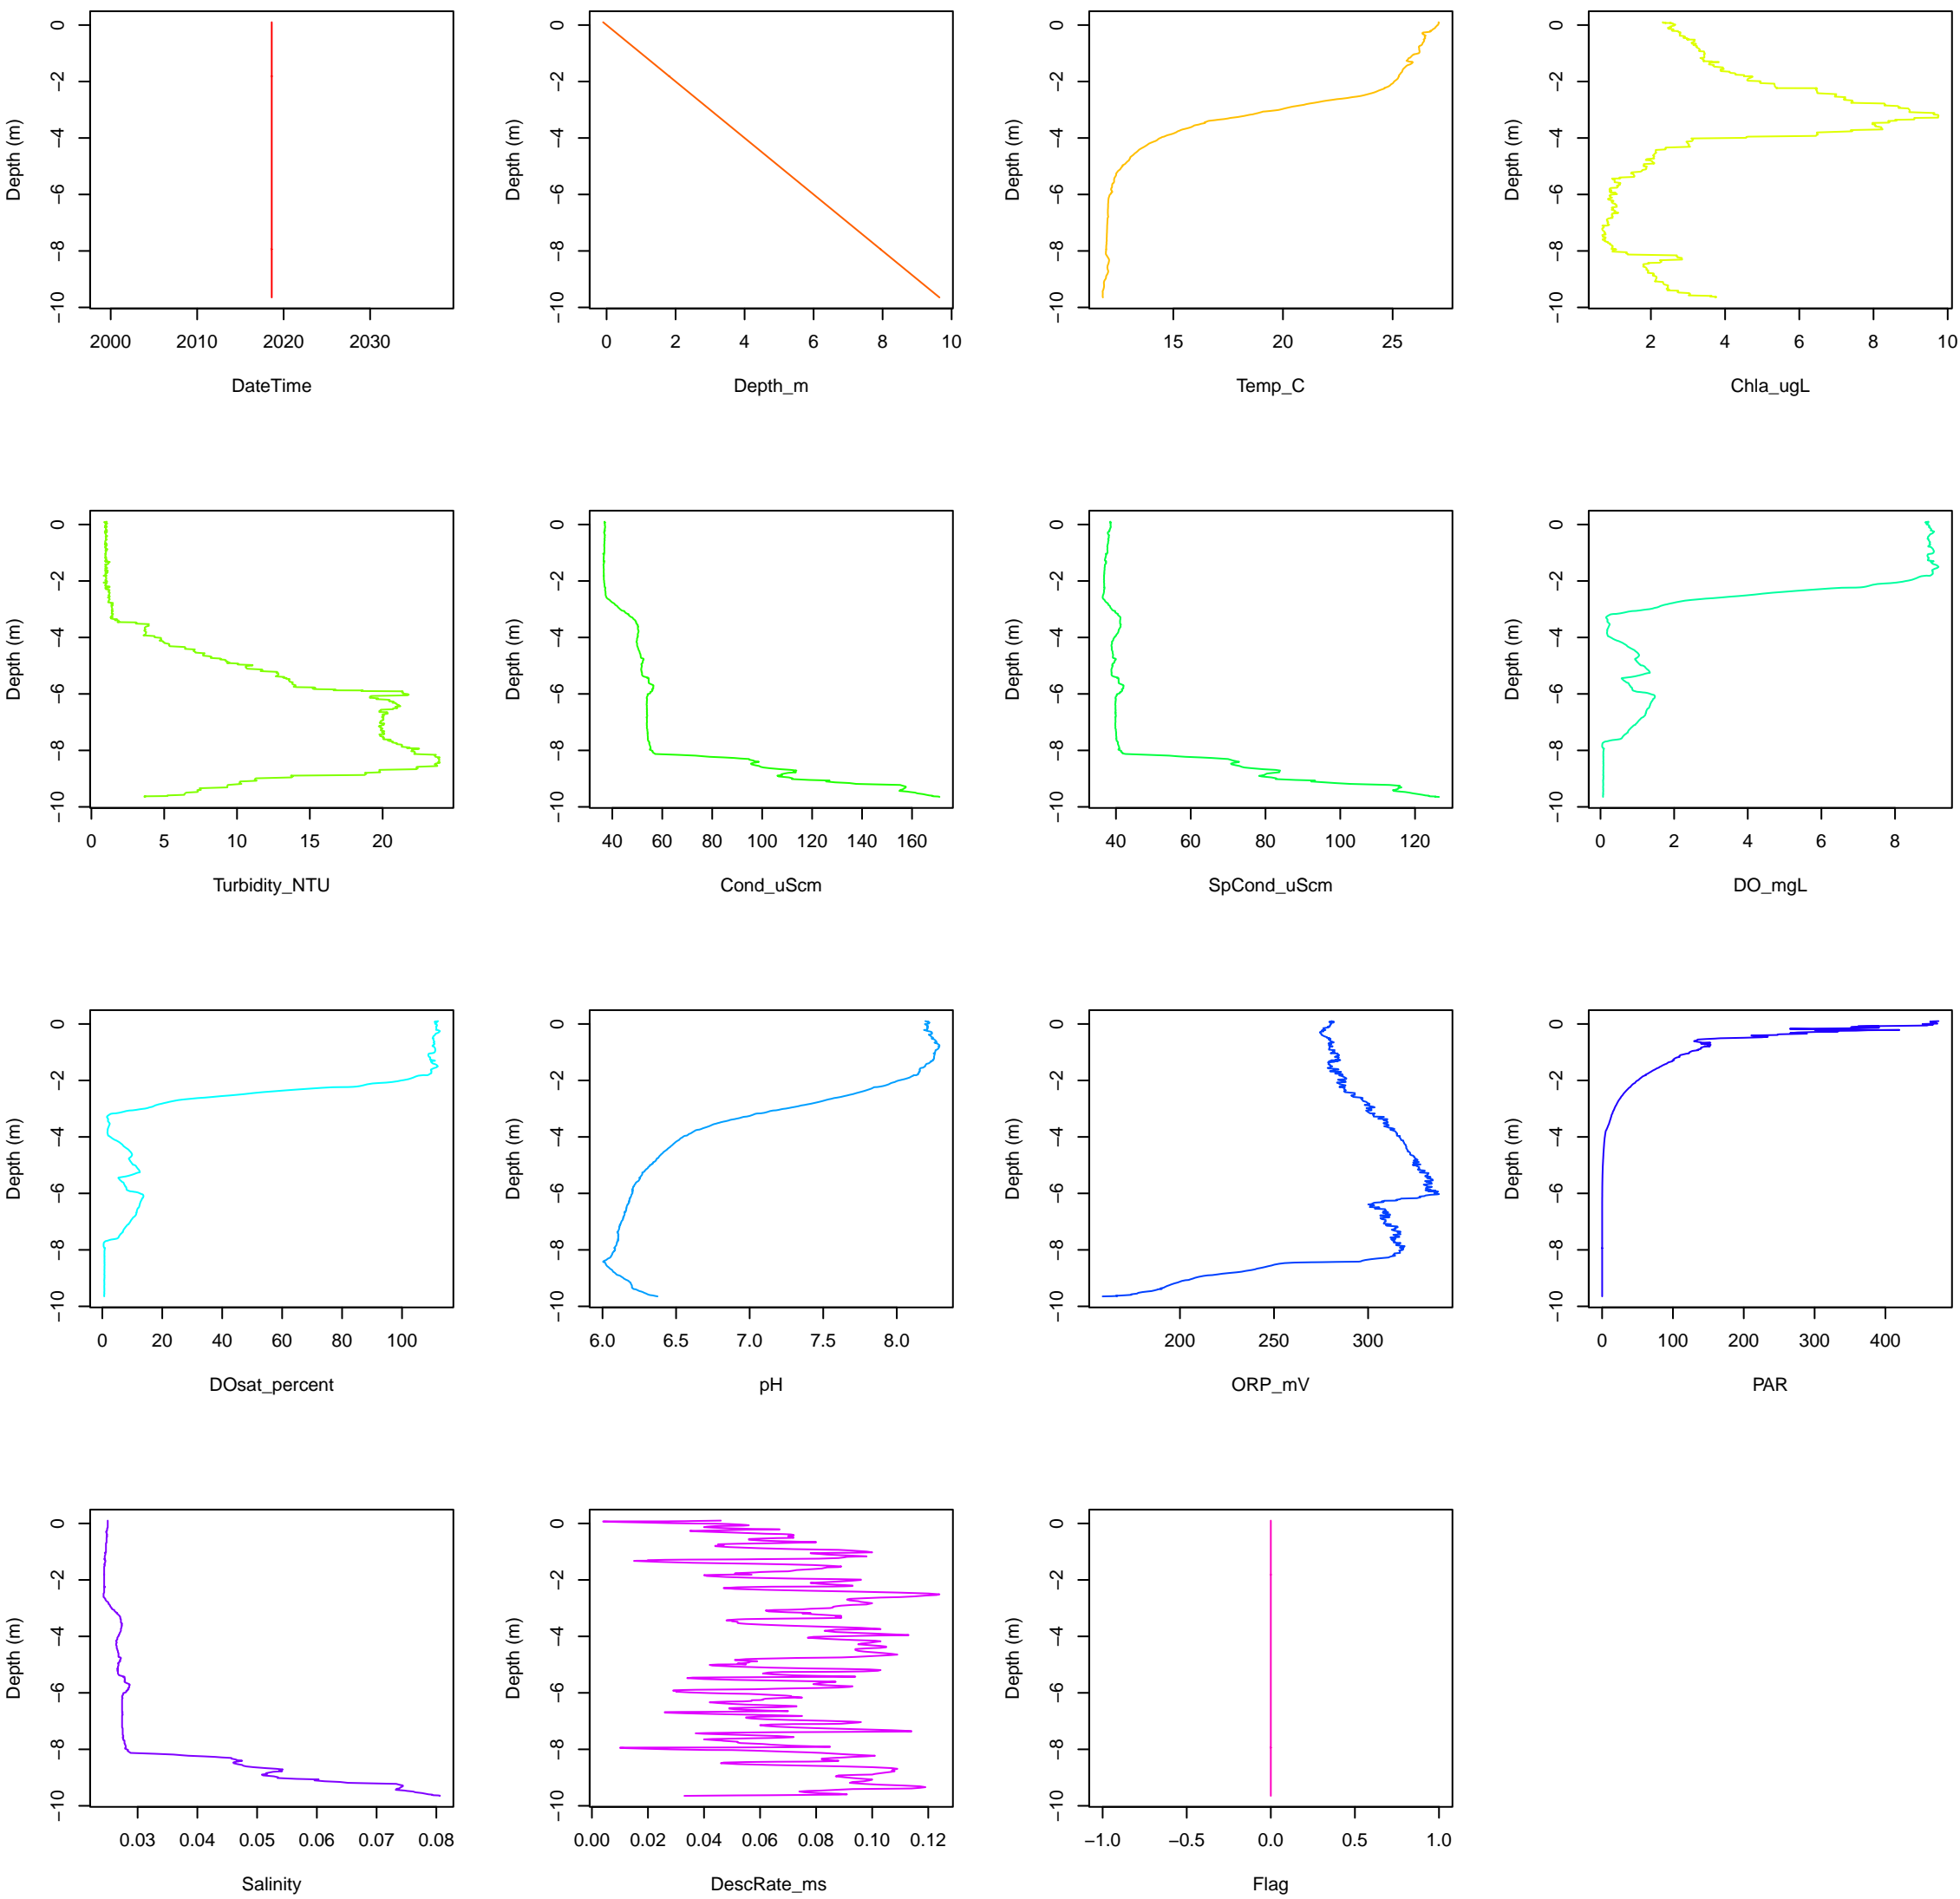 Depth (m)
−10 −8 −6 −4 −2 0
2000 2010 2020 2030
DateTime
Depth (m)
−10 −8 −6 −4 −2 0
0 2 4 6 8 10
Depth_m
Depth (m)
−10 −8 −6 −4 −2 0
15 20 25
Temp_C
Depth (m)
−10 −8 −6 −4 −2 0
2 4 6 8 10
Chla_ugL
Depth (m)
−10 −8 −6 −4 −2 0
0 5 10 15 20
Turbidity_NTU
Depth (m)
−10 −8 −6 −4 −2 0
40 60 80 100 120 140 160
Cond_uScm
Depth (m)
−10 −8 −6 −4 −2 0
40 60 80 100 120
SpCond_uScm
Depth (m)
−10 −8 −6 −4 −2 0
0 2 4 6 8
DO_mgL
Depth (m)
−10 −8 −6 −4 −2 0
0 20 40 60 80 100
DOsat_percent
Depth (m)
−10 −8 −6 −4 −2 0
6.0 6.5 7.0 7.5 8.0
pH
Depth (m)
−10 −8 −6 −4 −2 0
200 250 300
ORP_mV
Depth (m)
−10 −8 −6 −4 −2 0
0 100 200 300 400
PAR
Depth (m)
−10 −8 −6 −4 −2 0
0.03 0.04 0.05 0.06 0.07 0.08
Salinity
Depth (m)
−10 −8 −6 −4 −2 0
0.00 0.02 0.04 0.06 0.08 0.10 0.12
DescRate_ms
Depth (m)
−10 −8 −6 −4 −2 0
−1.0 −0.5 0.0 0.5 1.0
Flag